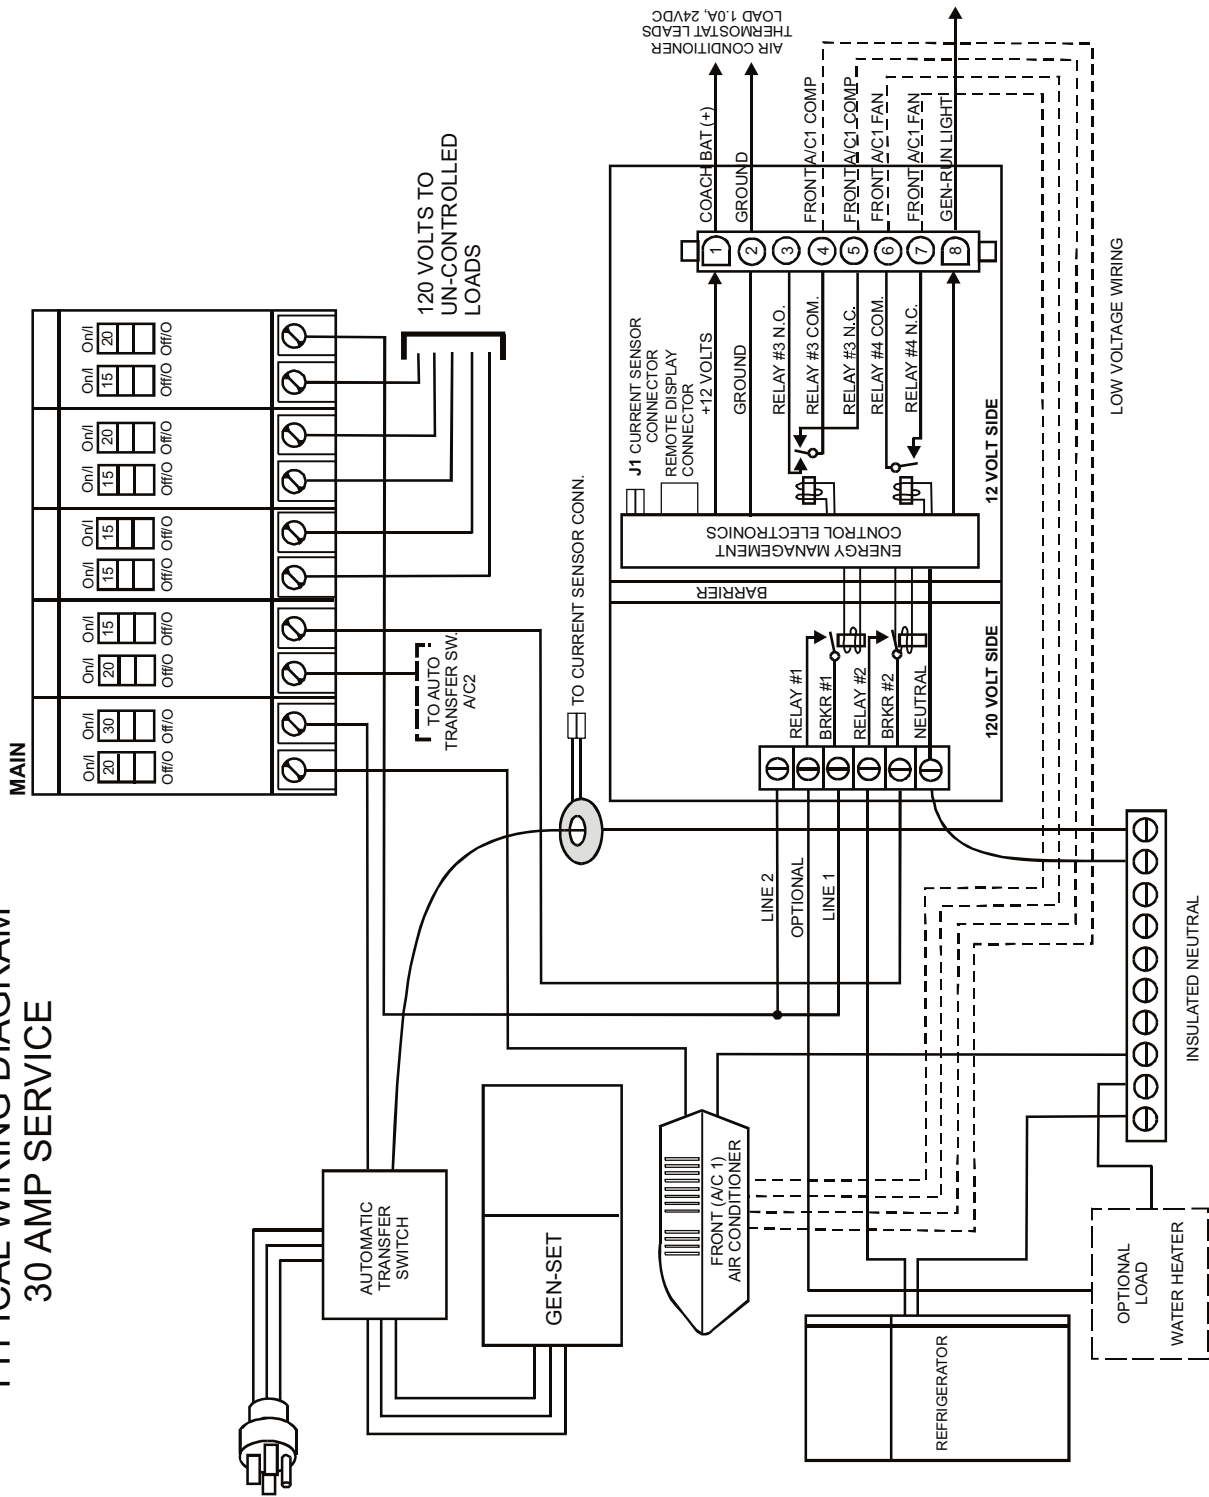 TYPICAL WIRING DIAGRAM
30 AMP SERVICE
MAIN
On/I
20
Off/O
On/I
30
Off/O
On/I
20
Off/O
On/I
15
Off/O
On/I
15
Off/O
On/I
15
Off/O
On/I
15
Off/O
On/I
20
Off/O
On/I
15
Off/O
On/I
20
Off/O
120 VOLTS TO
UN-CONTROLLED
LOADS
TO AUTO
TRANSFER SW.
A/C2
TO CURRENT SENSOR CONN.
AUTOMATIC
TRANSFER
SWITCH
GEN-SET
FRONT (A/C 1)
AIR CONDITIONER
REFRIGERATOR
OPTIONAL
LOAD
WATER HEATER
INSULATED NEUTRAL
LINE 2
OPTIONAL
LINE 1
RELAY #1
BRKR #1
RELAY #2
BRKR #2
NEUTRAL
120 VOLT SIDE
BARRIER
ENERGY MANAGEMENT
CONTROL ELECTRONICS
12 VOLT SIDE
J1 CURRENT SENSOR
CONNECTOR
REMOTE DISPLAY
CONNECTOR
+12 VOLTS
GROUND
RELAY #3 N.O.
RELAY #3 COM.
RELAY #3 N.C.
RELAY #4 COM.
RELAY #4 N.C.
1
2
3
4
5
6
7
8
COACH BAT (+)
GROUND
FRONT A/C1 COMP
FRONT A/C1 COMP
FRONT A/C1 FAN
FRONT A/C1 FAN
GEN-RUN LIGHT
LOW VOLTAGE WIRING
AIR CONDITIONER
THERMOSTAT LEADS
LOAD 1.0A, 24VDC